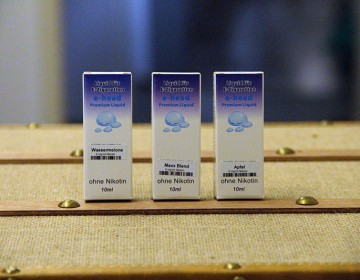 Liquid für
E-Zigaretten
e-head
Premium Liquid
Wassermelone
ohne Nikotin
10ml
Liquid für
E-Zigaretten
e-head
Premium Liquid
Maxx Blend
ohne Nikotin
10ml
Liquid für
E-Zigaretten
e-head
Premium Liquid
Apfel
ohne Nikotin
10ml